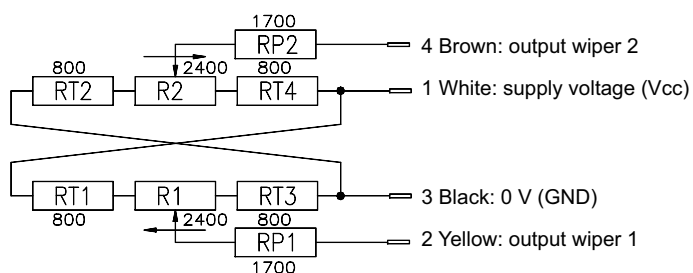 1700
RP2
4 Brown: output wiper 2
800 2400 800
RT2 R2 RT4
1 White: supply voltage (Vcc)
RT1 R1 RT3
3 Black: 0 V (GND)
800 2400 800
RP1
2 Yellow: output wiper 1
1700